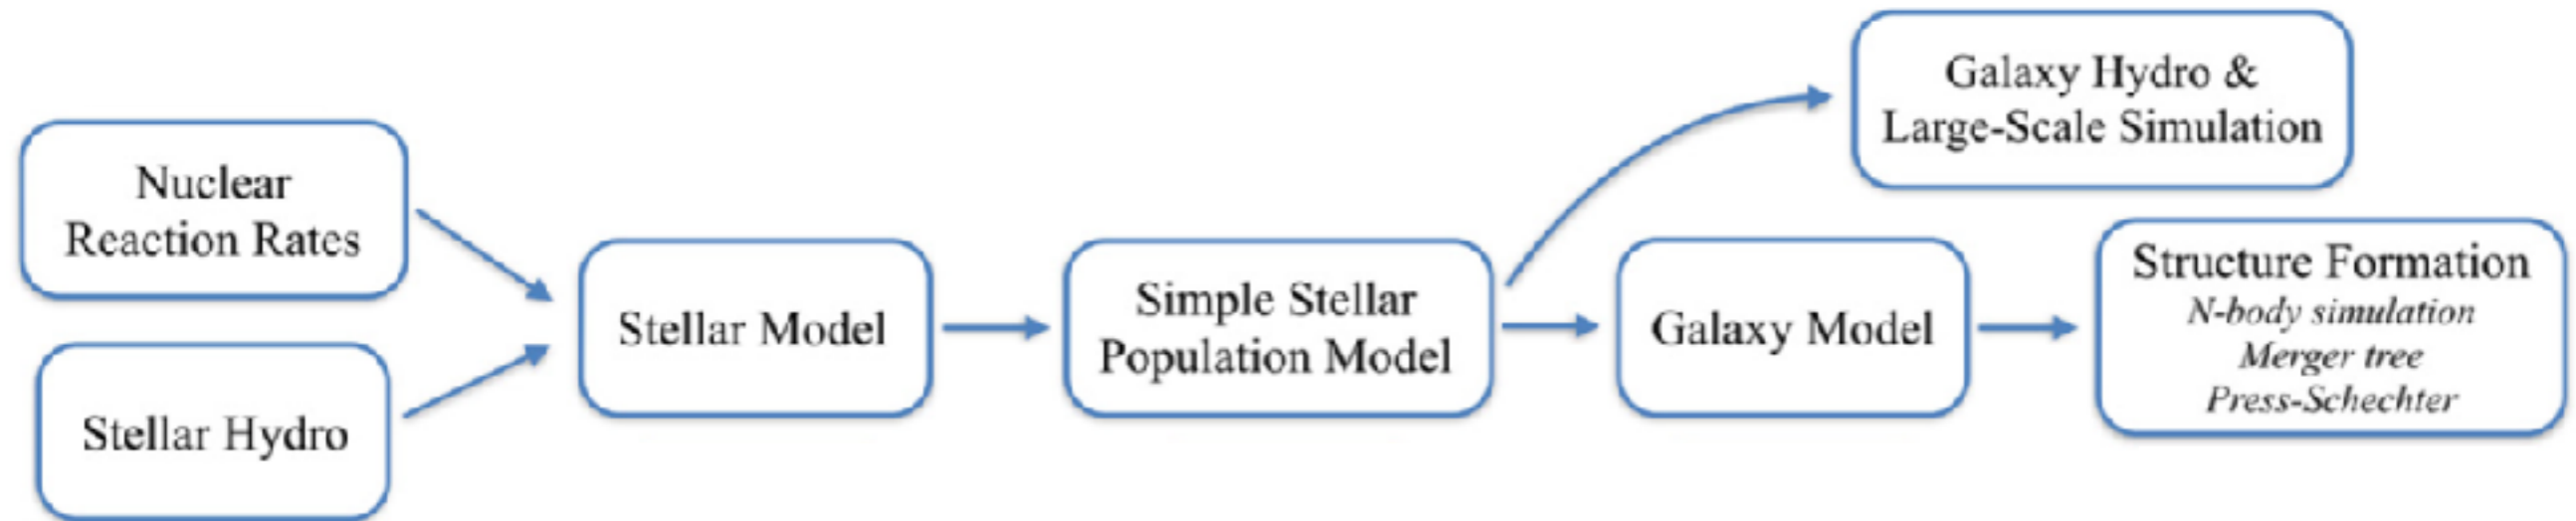 Nuclear
Reaction Rates
Stellar Hydro
Stellar Model
Simple Stellar
Population Model
Galaxy Hydro &
Large-Scale Simulation
Galaxy Model
Structure Formation
N-body simulation
Merger tree
Press-Schechter